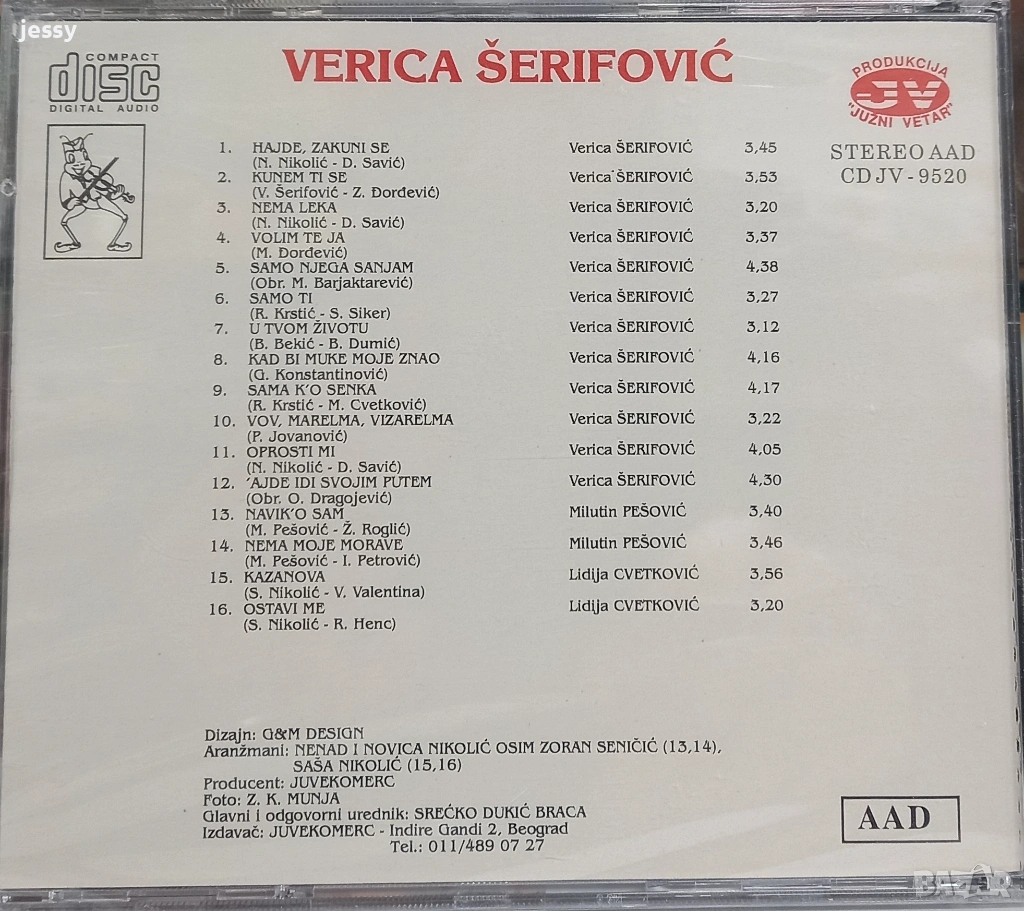 jessy
COMPACT
disc
DIGITAL AUDIO
VERICA ŠERIFOVIĆ
PRODUKCIJA
JV
"JUŽNI VETAR"
STEREO AAD
CD JV - 9520
1. HAJDE, ZAKUNI SE Verica ŠERIFOVIĆ 3,45
(N. Nikolić - D. Savić)
2. KUNEM TI SE Verica ŠERIFOVIĆ 3,53
(V. Šerifović - Z. Đorđević)
3. NEMA LEKA Verica ŠERIFOVIĆ 3,20
(N. Nikolić - D. Savić)
4. VOLIM TE JA Verica ŠERIFOVIĆ 3,37
(M. Đorđević)
5. SAMO NJEGA SANJAM Verica ŠERIFOVIĆ 4,38
(Obr. M. Barjaktarević)
6. SAMO TI Verica ŠERIFOVIĆ 3,27
(R. Krstić - S. Siker)
7. U TVOM ŽIVOTU Verica ŠERIFOVIĆ 3,12
(B. Bekić - B. Dumić)
8. KAD BI MUKE MOJE ZNAO Verica ŠERIFOVIĆ 4,16
(G. Konstantinović)
9. SAMA K'O SENKA Verica ŠERIFOVIĆ 4,17
(R. Krstić - M. Cvetković)
10. VOV, MARELMA, VIZARELMA Verica ŠERIFOVIĆ 3,22
(P. Jovanović)
11. OPROSTI MI Verica ŠERIFOVIĆ 4,05
(N. Nikolić - D. Savić)
12. 'AJDE IDI SVOJIM PUTEM Verica ŠERIFOVIĆ 4,30
(Obr. O. Dragojević)
13. NAVIK'O SAM Milutin PEŠOVIĆ 3,40
(M. Pešović - Ž. Roglić)
14. NEMA MOJE MORAVE Milutin PEŠOVIĆ 3,46
(M. Pešović - I. Petrović)
15. KAZANOVA Lidija CVETKOVIĆ 3,56
(S. Nikolić - V. Valentina)
16. OSTAVI ME Lidija CVETKOVIĆ 3,20
(S. Nikolić - R. Henc)
Dizajn: G&M DESIGN
Aranžmani: NENAD I NOVICA NIKOLIĆ OSIM ZORAN SENIČIĆ (13,14),
SAŠA NIKOLIĆ (15,16)
Producent: JUVEKOMERC
Foto: Z. K. MUNJA
Glavni i odgovorni urednik: SREĆKO DUKIĆ BRACA
Izdavač: JUVEKOMERC - Indire Gandi 2, Beograd
Tel.: 011/489 07 27
AAD
BAZAR